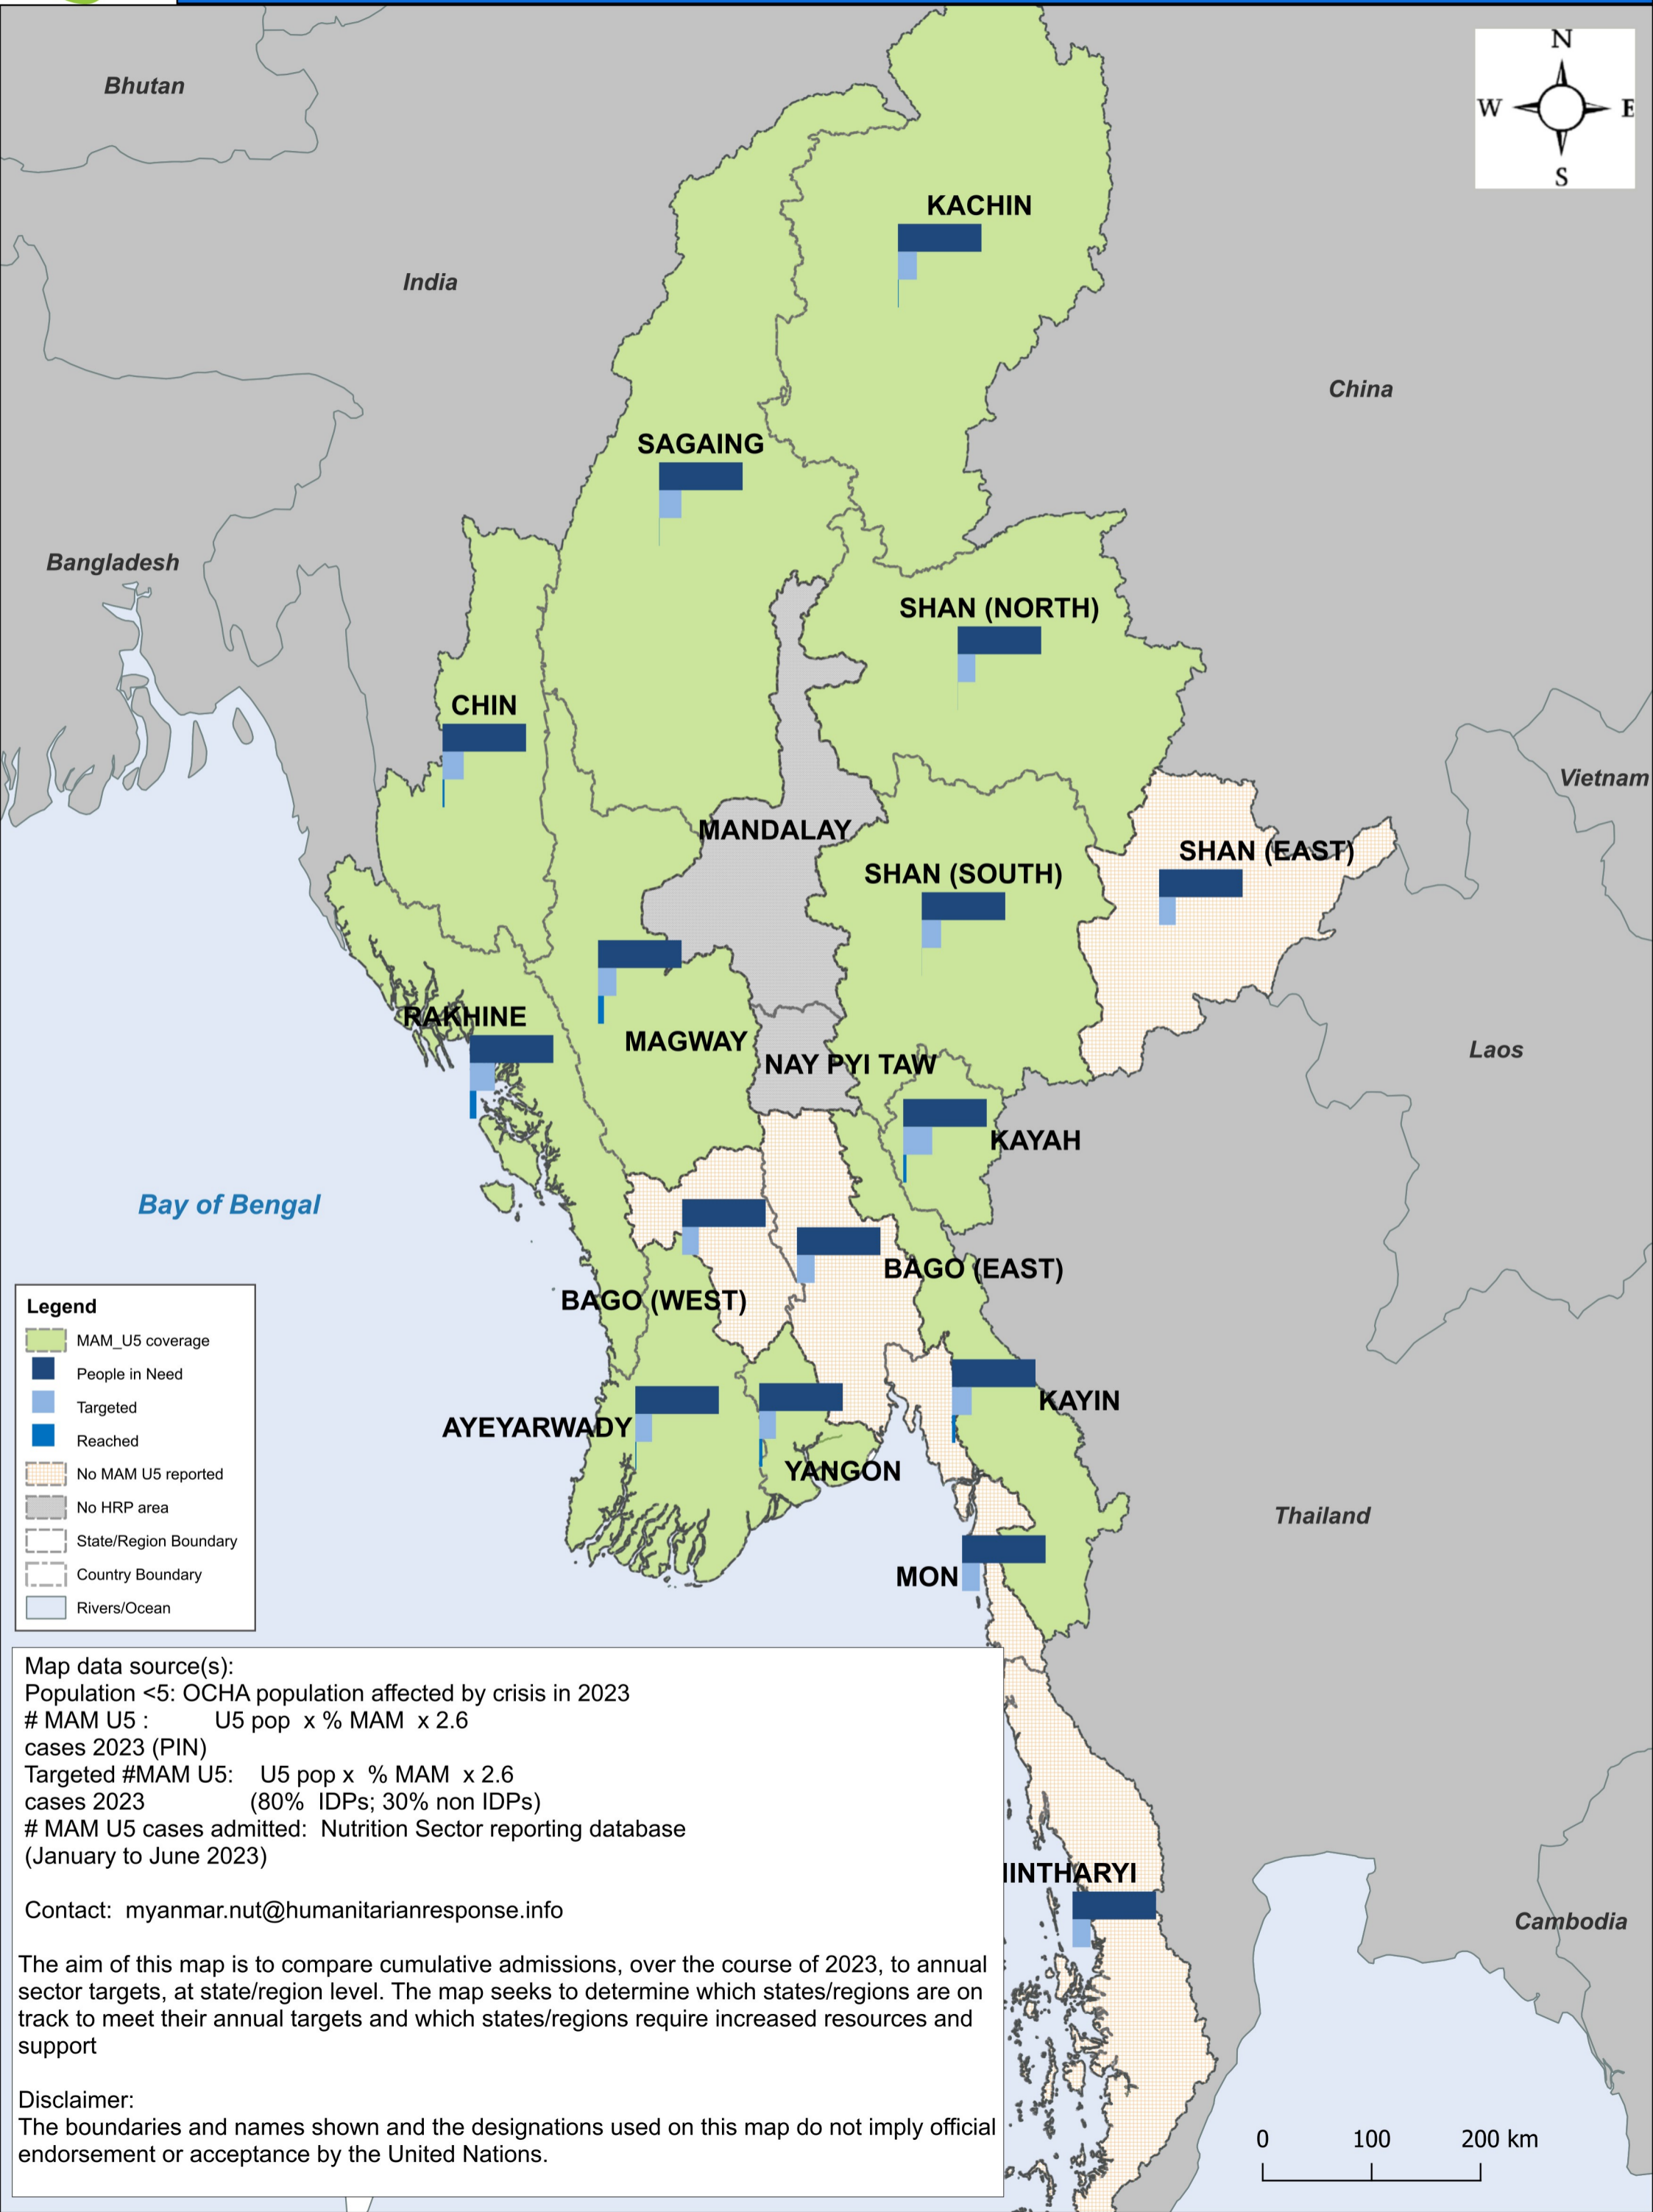 N
W E
S
Bhutan
India
China
Bangladesh
Vietnam
Laos
Thailand
Cambodia
Bay of Bengal
KACHIN
SAGAING
SHAN (NORTH)
CHIN
MANDALAY
SHAN (EAST)
SHAN (SOUTH)
RAKHINE
MAGWAY
NAY PYI TAW
KAYAH
BAGO (EAST)
BAGO (WEST)
KAYIN
AYEYARWADY
YANGON
MON
INTHARYI
Legend
MAM_U5 coverage
People in Need
Targeted
Reached
No MAM U5 reported
No HRP area
State/Region Boundary
Country Boundary
Rivers/Ocean
Map data source(s):
Population <5: OCHA population affected by crisis in 2023
# MAM U5 : U5 pop x % MAM x 2.6
cases 2023 (PIN)
Targeted #MAM U5: U5 pop x % MAM x 2.6
cases 2023 (80% IDPs; 30% non IDPs)
# MAM U5 cases admitted: Nutrition Sector reporting database
(January to June 2023)
Contact: myanmar.nut@humanitarianresponse.info
The aim of this map is to compare cumulative admissions, over the course of 2023, to annual
sector targets, at state/region level. The map seeks to determine which states/regions are on
track to meet their annual targets and which states/regions require increased resources and
support
Disclaimer:
The boundaries and names shown and the designations used on this map do not imply official
endorsement or acceptance by the United Nations.
0 100 200 km